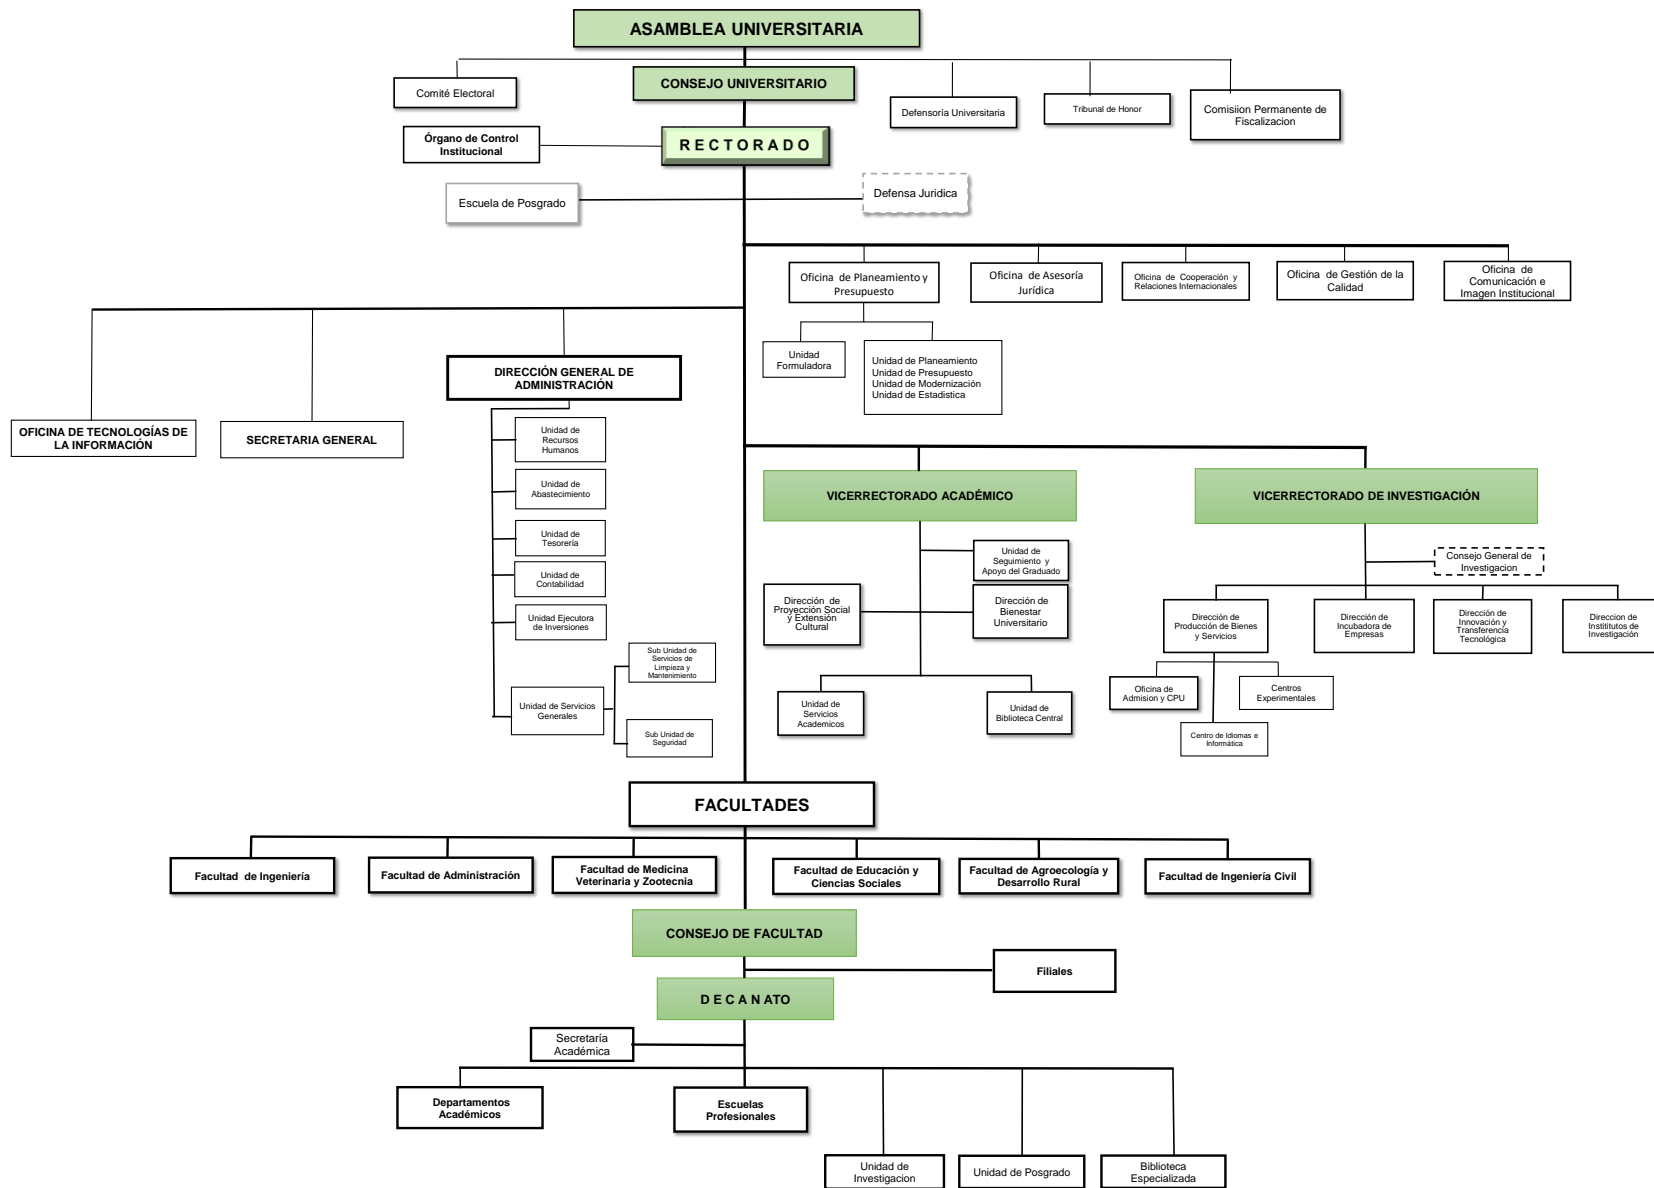 ASAMBLEA UNIVERSITARIA
CONSEJO UNIVERSITARIO
Comité Electoral
Defensoría Universitaria
Tribunal de Honor
Comisiion Permanente de
Fiscalizacion
Órgano de Control
Institucional
R E C T O R A D O
Escuela de Posgrado
Defensa Juridica
Oficina de Planeamiento y
Presupuesto
Oficina de Asesoría
Jurídica
Oficina de Cooperación y
Relaciones Internacionales
Oficina de Gestión de la
Calidad
Oficina de
Comunicación e
Imagen Institucional
Unidad
Formuladora
Unidad de Planeamiento
Unidad de Presupuesto
Unidad de Modernización
Unidad de Estadistica
DIRECCIÓN GENERAL DE
ADMINISTRACIÓN
OFICINA DE TECNOLOGÍAS DE
LA INFORMACIÓN
SECRETARIA GENERAL
Unidad de
Recursos
Humanos
Unidad de
Abastecimiento
Unidad de
Tesorería
Unidad de
Contabilidad
Unidad Ejecutora
de Inversiones
Sub Unidad de
Servicios de
Limpieza y
Mantenimiento
Unidad de Servicios
Generales
Sub Unidad de
Seguridad
VICERRECTORADO ACADÉMICO
VICERRECTORADO DE INVESTIGACIÓN
Unidad de
Seguimiento y
Apoyo del Graduado
Dirección de
Proyección Social
y Extensión
Cultural
Dirección de
Bienestar
Universitario
Unidad de
Servicios
Academicos
Unidad de
Biblioteca Central
Consejo General de
Investigacion
Dirección de
Producción de Bienes
y Servicios
Dirección de
Incubadora de
Empresas
Dirección de
Innovación y
Transferencia
Tecnológica
Direccion de
Instititutos de
Investigación
Oficina de
Admision y CPU
Centros
Experimentales
Centro de Idiomas e
Informática
FACULTADES
Facultad de Ingeniería
Facultad de Administración
Facultad de Medicina
Veterinaria y Zootecnia
Facultad de Educación y
Ciencias Sociales
Facultad de Agroecología y
Desarrollo Rural
Facultad de Ingeniería Civil
CONSEJO DE FACULTAD
Filiales
D E C A N A T O
Secretaría
Académica
Departamentos
Académicos
Escuelas
Profesionales
Unidad de
Investigacion
Unidad de Posgrado
Biblioteca
Especializada